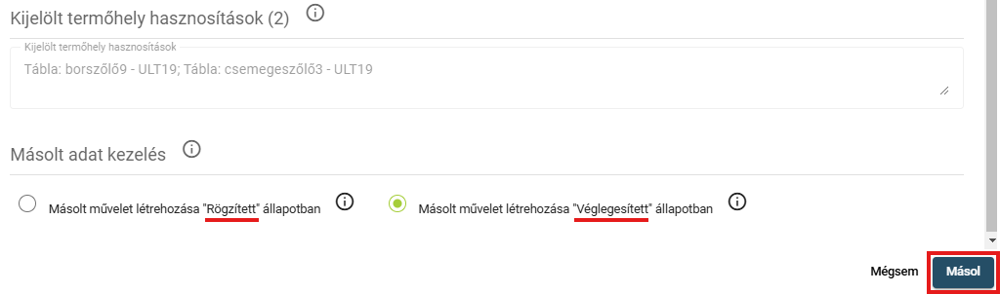 Kijelölt termőhely hasznosítások (2)
Kijelölt termőhely hasznosítások
Tábla: borszőlő9 - ULT19; Tábla: csemegeszőlő3 - ULT19
Másolt adat kezelés
Másolt művelet létrehozása "Rögzített" állapotban
Másolt művelet létrehozása "Véglegesített" állapotban
Mégsem
Másol